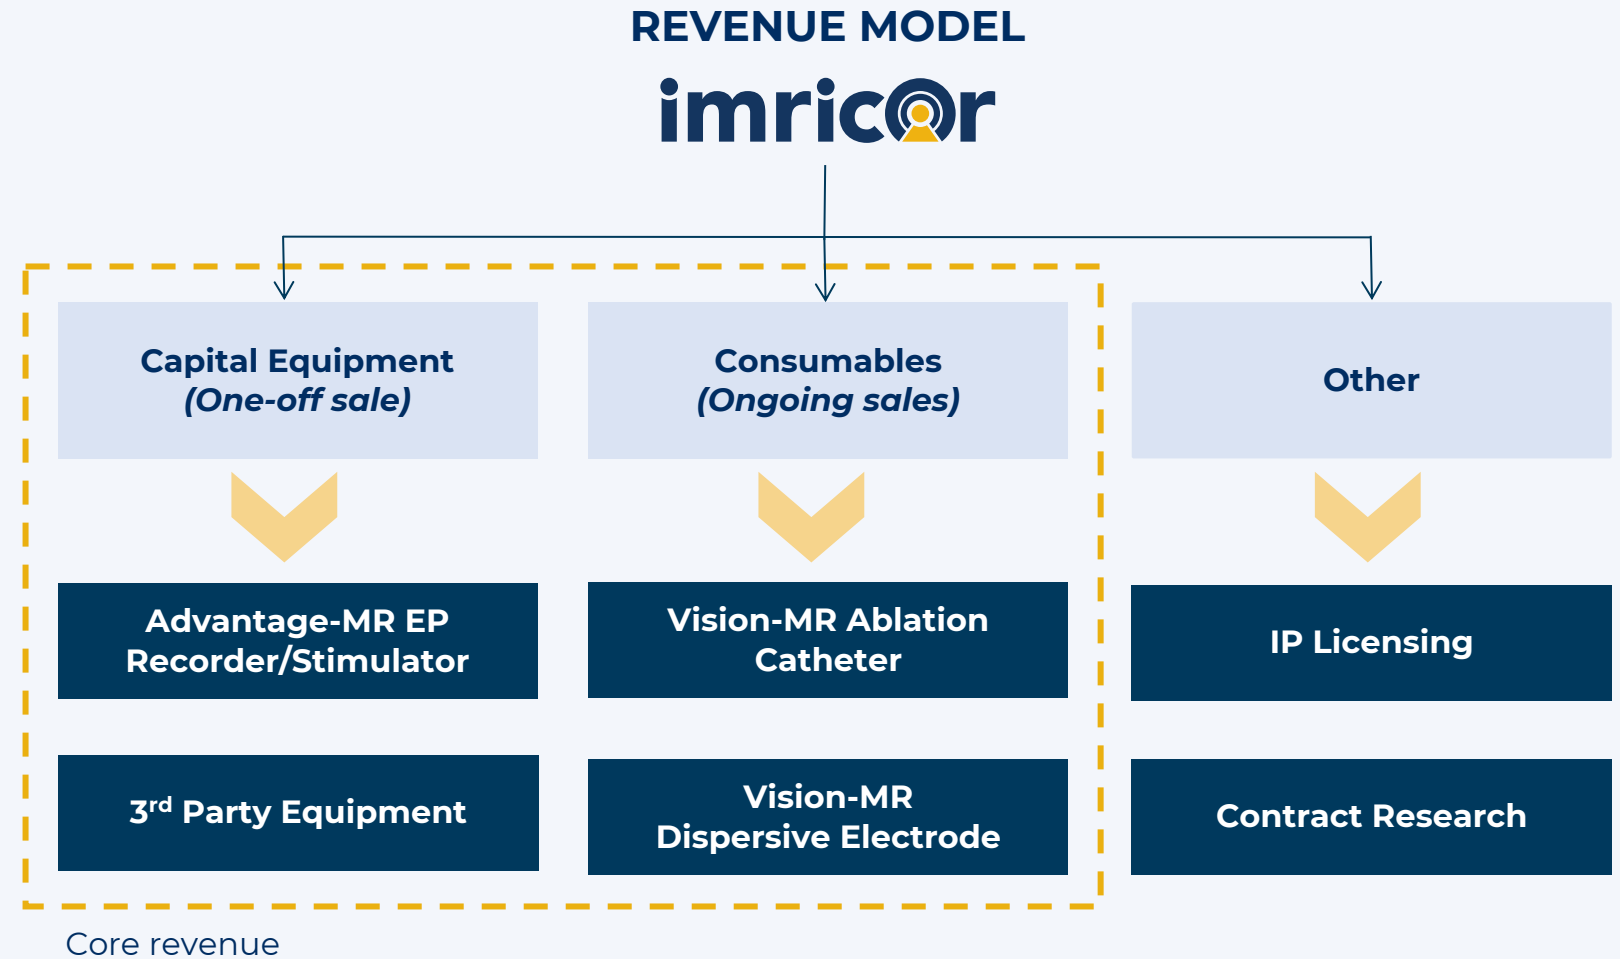 REVENUE MODEL
imricor
Capital Equipment
(One-off sale)
Consumables
(Ongoing sales)
Other
Advantage-MR EP
Recorder/Stimulator
Vision-MR Ablation
Catheter
IP Licensing
3rd Party Equipment
Vision-MR
Dispersive Electrode
Contract Research
Core revenue